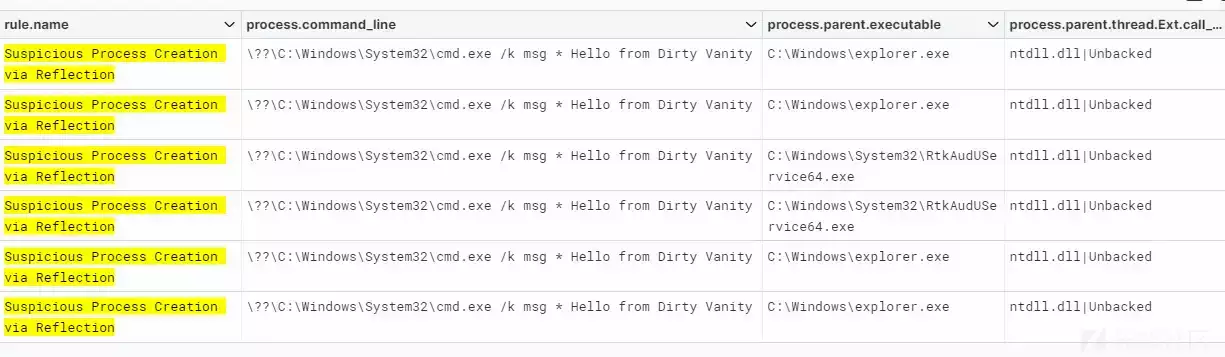 rule.name process.command_line process.parent.executable process.parent.thread.Ext.call_...
Suspicious Process Creation \??\C:\Windows\System32\cmd.exe /k msg * Hello from Dirty Vanity C:\Windows\explorer.exe ntdll.dll|Unbacked
via Reflection
Suspicious Process Creation \??\C:\Windows\System32\cmd.exe /k msg * Hello from Dirty Vanity C:\Windows\explorer.exe ntdll.dll|Unbacked
via Reflection
Suspicious Process Creation \??\C:\Windows\System32\cmd.exe /k msg * Hello from Dirty Vanity C:\Windows\System32\RtkAudUSe ntdll.dll|Unbacked
via Reflection rvice64.exe
Suspicious Process Creation \??\C:\Windows\System32\cmd.exe /k msg * Hello from Dirty Vanity C:\Windows\System32\RtkAudUSe ntdll.dll|Unbacked
via Reflection rvice64.exe
Suspicious Process Creation \??\C:\Windows\System32\cmd.exe /k msg * Hello from Dirty Vanity C:\Windows\explorer.exe ntdll.dll|Unbacked
via Reflection
Suspicious Process Creation \??\C:\Windows\System32\cmd.exe /k msg * Hello from Dirty Vanity C:\Windows\explorer.exe ntdll.dll|Unbacked
via Reflection